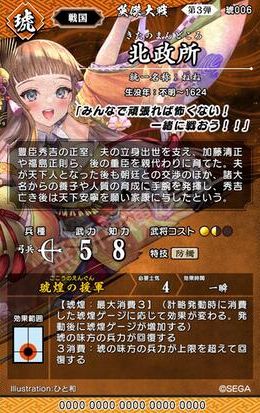 琥
戦国
英傑大戦
第3弾
琥006
きたのまんどころ
北政所
統一名称:ねね
生没年:不明~1624
「みんなで頑張れば怖くない!
一緒に戦おう!!!」
豊臣秀吉の正室。夫の立身出世を支え、加藤清正
や福島正則ら、後の重臣を親代わりに育てた。夫
が天下人となった後も朝廷との交渉のほか、諸大
名からの養子や人質の育成に手腕を発揮し、秀吉
亡き後は天下安寧を願い家康に与したという。
兵種 武力 知力 武将コスト
弓兵 5 8 特技 防柵
ここうのえんぐん
琥煌の援軍
必要士気 4
効果時間 一瞬
効果範囲
【琥煌:最大消費3】(計略発動時に消費
した琥煌ゲージに応じて効果が変わる。発
動後に琥煌ゲージが増加する)
琥の味方の兵力が回復する
3消費:琥の味方の兵力が上限を超えて回
復する
Illustration:ひと和
©SEGA
0000 0000 0000 0000 0000